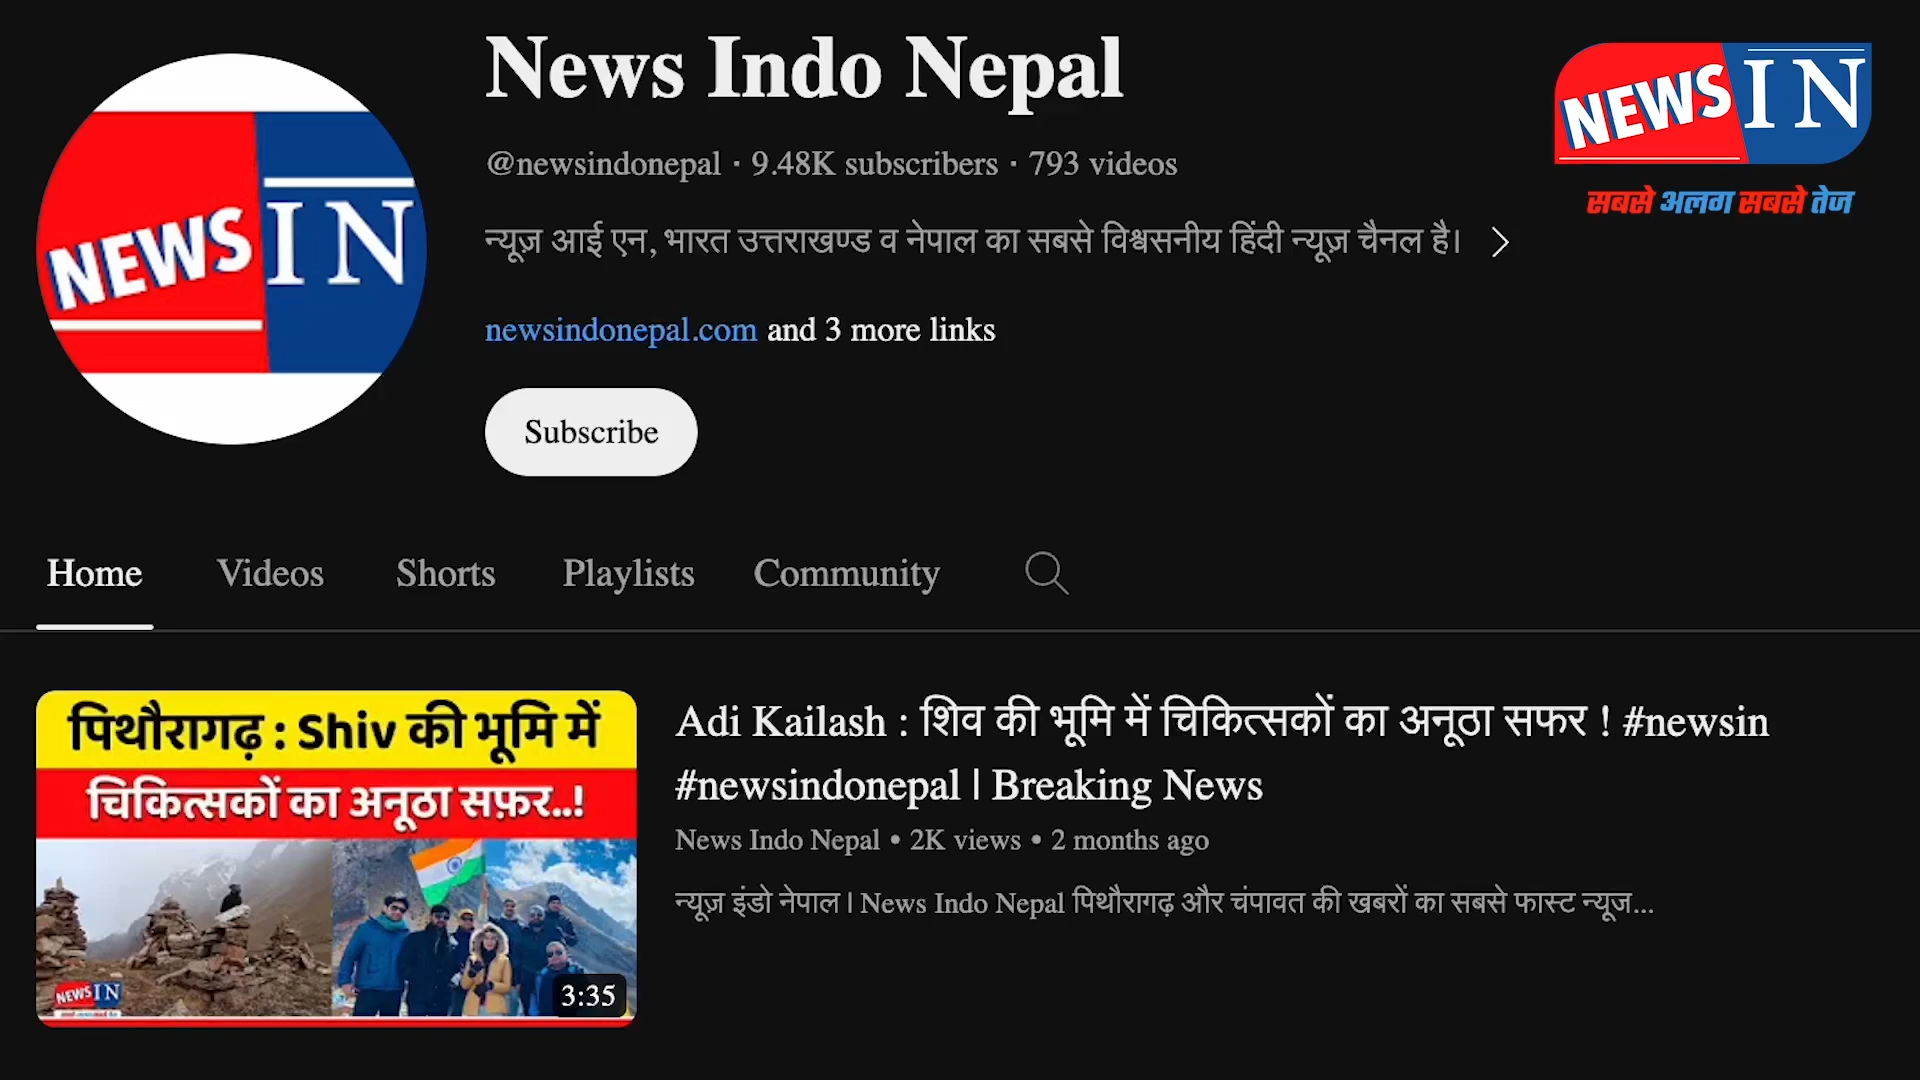 News Indo Nepal
@newsindonepal · 9.48K subscribers · 793 videos
न्यूज़ आई एन, भारत उत्तराखण्ड व नेपाल का सबसे विश्वसनीय हिंदी न्यूज़ चैनल है।
newsindonepal.com and 3 more links
Subscribe
NEWS IN
NEWS IN
सबसे अलग सबसे तेज
Home Videos Shorts Playlists Community
पिथौरागढ़ : Shiv की भूमि में
चिकित्सकों का अनूठा सफ़र..!
NEWS IN
3:35
Adi Kailash : शिव की भूमि में चिकित्सकों का अनूठा सफर ! #newsin
#newsindonepal | Breaking News
News Indo Nepal • 2K views • 2 months ago
न्यूज़ इंडो नेपाल | News Indo Nepal पिथौरागढ़ और चंपावत की खबरों का सबसे फास्ट न्यूज...